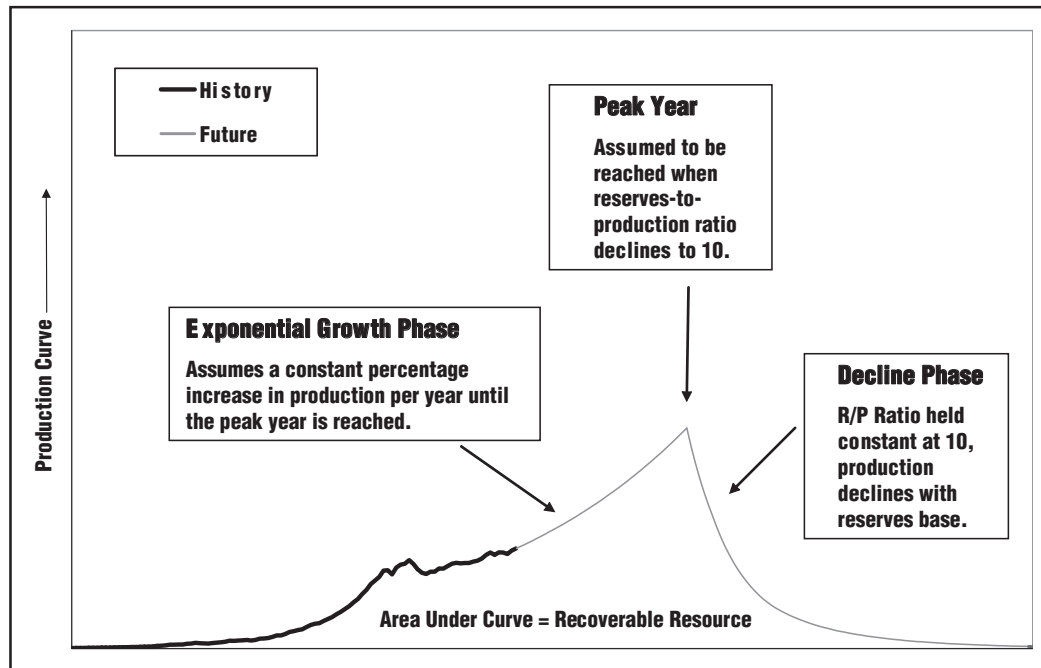 History
Future
Peak Year
Assumed to be
reached when
reserves-to-
production ratio
declines to 10.
Production Curve
Exponential Growth Phase
Assumes a constant percentage
increase in production per year until
the peak year is reached.
Decline Phase
R/P Ratio held
constant at 10,
production
declines with
reserves base.
Area Under Curve = Recoverable Resource